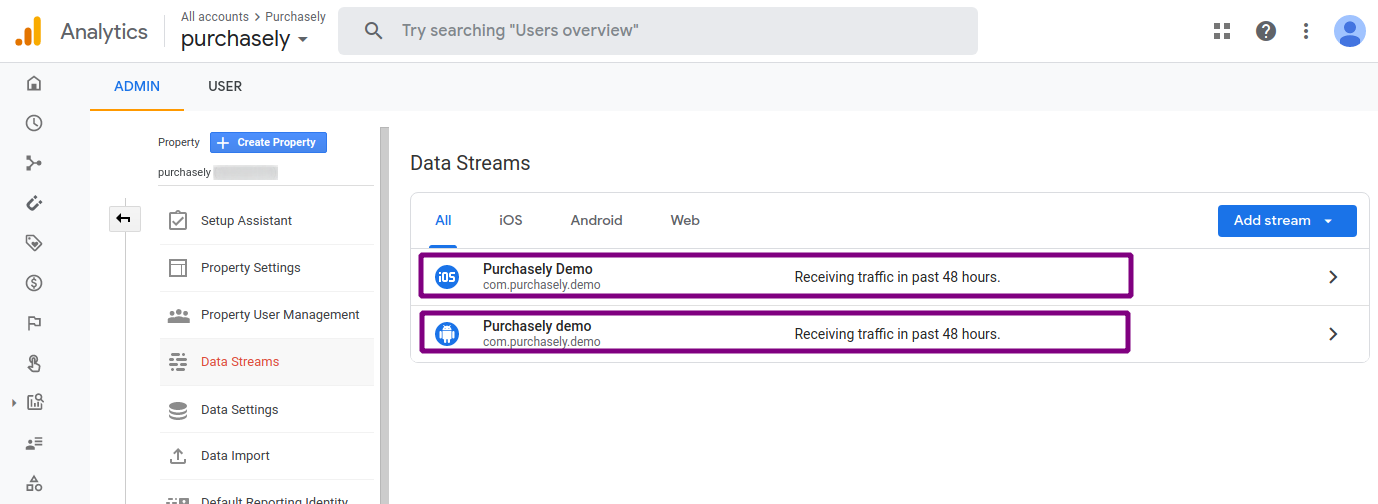 Analytics
All accounts > Purchasely
purchasely
Try searching "Users overview"
ADMIN
USER
Property
Create Property
purchasely
Setup Assistant
Property Settings
Property User Management
Data Streams
Data Settings
Data Import
Default Reporting Identity
Data Streams
All
iOS
Android
Web
Add stream
iOS
Purchasely Demo
com.purchasely.demo
Receiving traffic in past 48 hours.
Purchasely demo
com.purchasely.demo
Receiving traffic in past 48 hours.